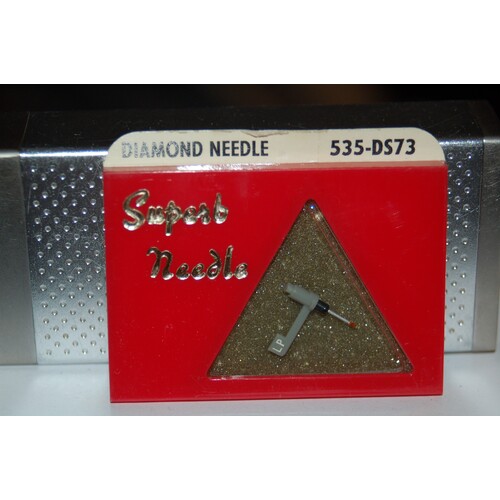 DIAMOND NEEDLE 535-DS73
Superb
Needle
LP